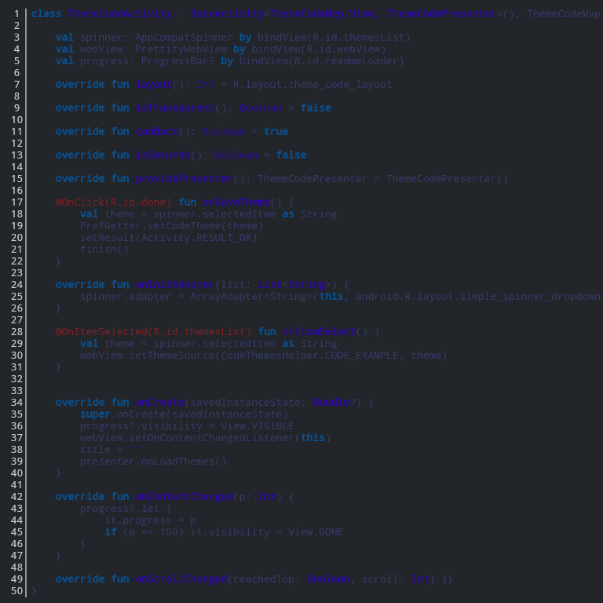 1 class ThemeCodeActivity : BaseActivity<ThemeCodeMvp.View, ThemeCodePresenter>(), ThemeCodeMvp
2
3 val spinner: AppCompatSpinner by bindView(R.id.themesList)
4 val webView: PrettifyWebView by bindView(R.id.webView)
5 val progress: ProgressBar? by bindView(R.id.readmeLoader)
6
7 override fun layout(): Int = R.layout.theme_code_layout
8
9 override fun isTransparent(): Boolean = false
10
11 override fun canBack(): Boolean = true
12
13 override fun isSecured(): Boolean = false
14
15 override fun providePresenter(): ThemeCodePresenter = ThemeCodePresenter()
16
17 @OnClick(R.id.done) fun onSaveTheme() {
18 val theme = spinner.selectedItem as String
19 PrefGetter.setCodeTheme(theme)
20 setResult(Activity.RESULT_OK)
21 finish()
22 }
23
24 override fun onInitAdapter(list: List<String>) {
25 spinner.adapter = ArrayAdapter<String>(this, android.R.layout.simple_spinner_dropdown_
26 }
27
28 @OnItemSelected(R.id.themesList) fun onItemSelect() {
29 val theme = spinner.selectedItem as String
30 webView.setThemeSource(CodeThemesHelper.CODE_EXAMPLE, theme)
31 }
32
33
34 override fun onCreate(savedInstanceState: Bundle?) {
35 super.onCreate(savedInstanceState)
36 progress?.visibility = View.VISIBLE
37 webView.setOnContentChangedListener(this)
38 title =
39 presenter.onLoadThemes()
40 }
41
42 override fun onContentChanged(p: Int) {
43 progress?.let {
44 it.progress = p
45 if (p == 100) it.visibility = View.GONE
46 }
47 }
48
49 override fun onScrollChanged(reachedTop: Boolean, scroll: Int) {}
50 }